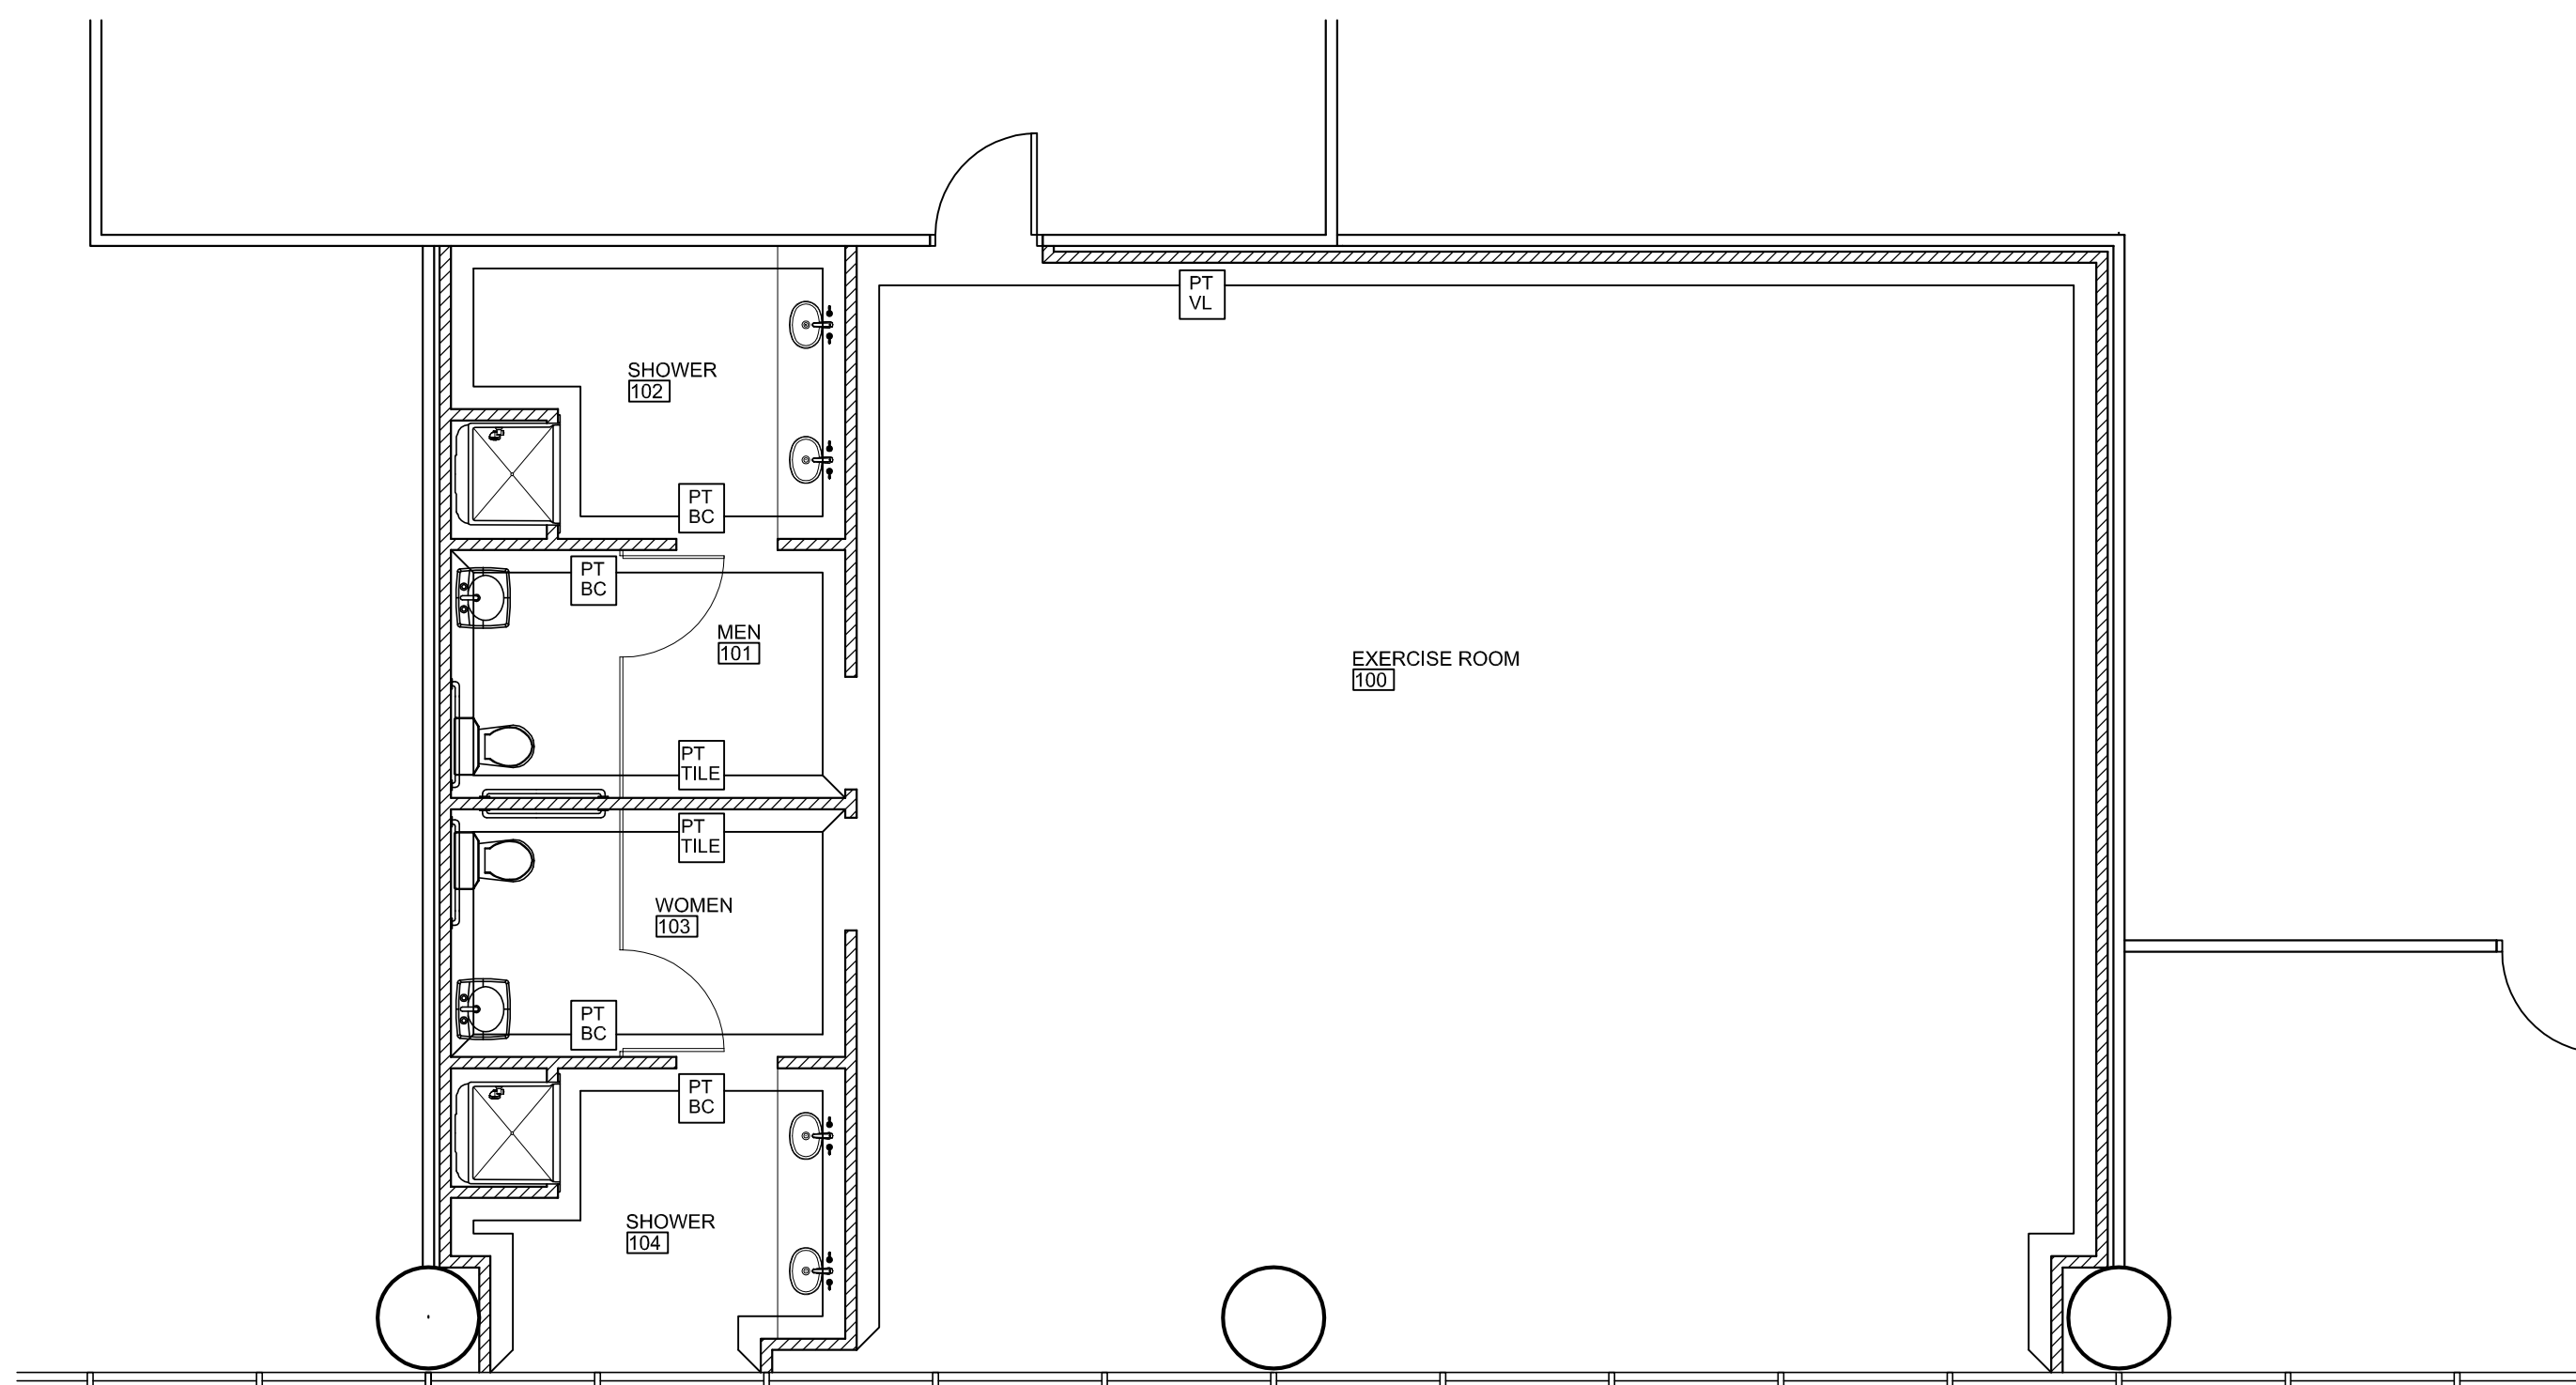 PT
VL
SHOWER
102
PT
BC
PT
BC
MEN
101
EXERCISE ROOM
100
PT
TILE
PT
TILE
WOMEN
103
PT
BC
PT
BC
SHOWER
104